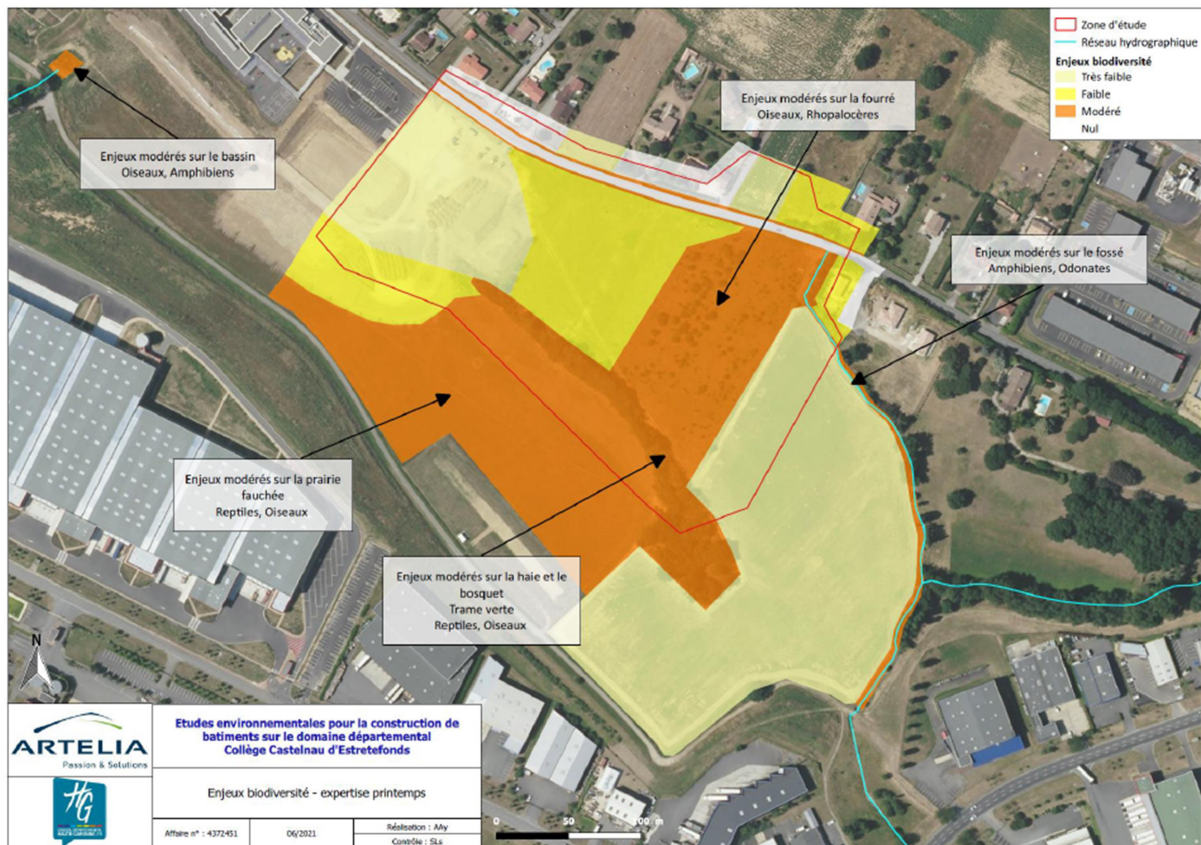 Zone d'étude
Réseau hydrographique
Enjeux biodiversité
Très faible
Faible
Modéré
Nul
Enjeux modérés sur la fourré
Oiseaux, Rhopalocères
Enjeux modérés sur le bassin
Oiseaux, Amphibiens
Enjeux modérés sur le fossé
Amphibiens, Odonates
Enjeux modérés sur la prairie
fauchée
Reptiles, Oiseaux
Enjeux modérés sur la haie et le
bosquet
Trame verte
Reptiles, Oiseaux
N
ARTELIA
Passion & Solutions
Etudes environnementales pour la construction de
batiments sur le domaine départemental
Collège Castelnau d'Estretefonds
Enjeux biodiversité - expertise printemps
HG
Affaire n° : 4372451
06/2021
Réalisation : AAy
Contrôle : SLs
0 50 100 m